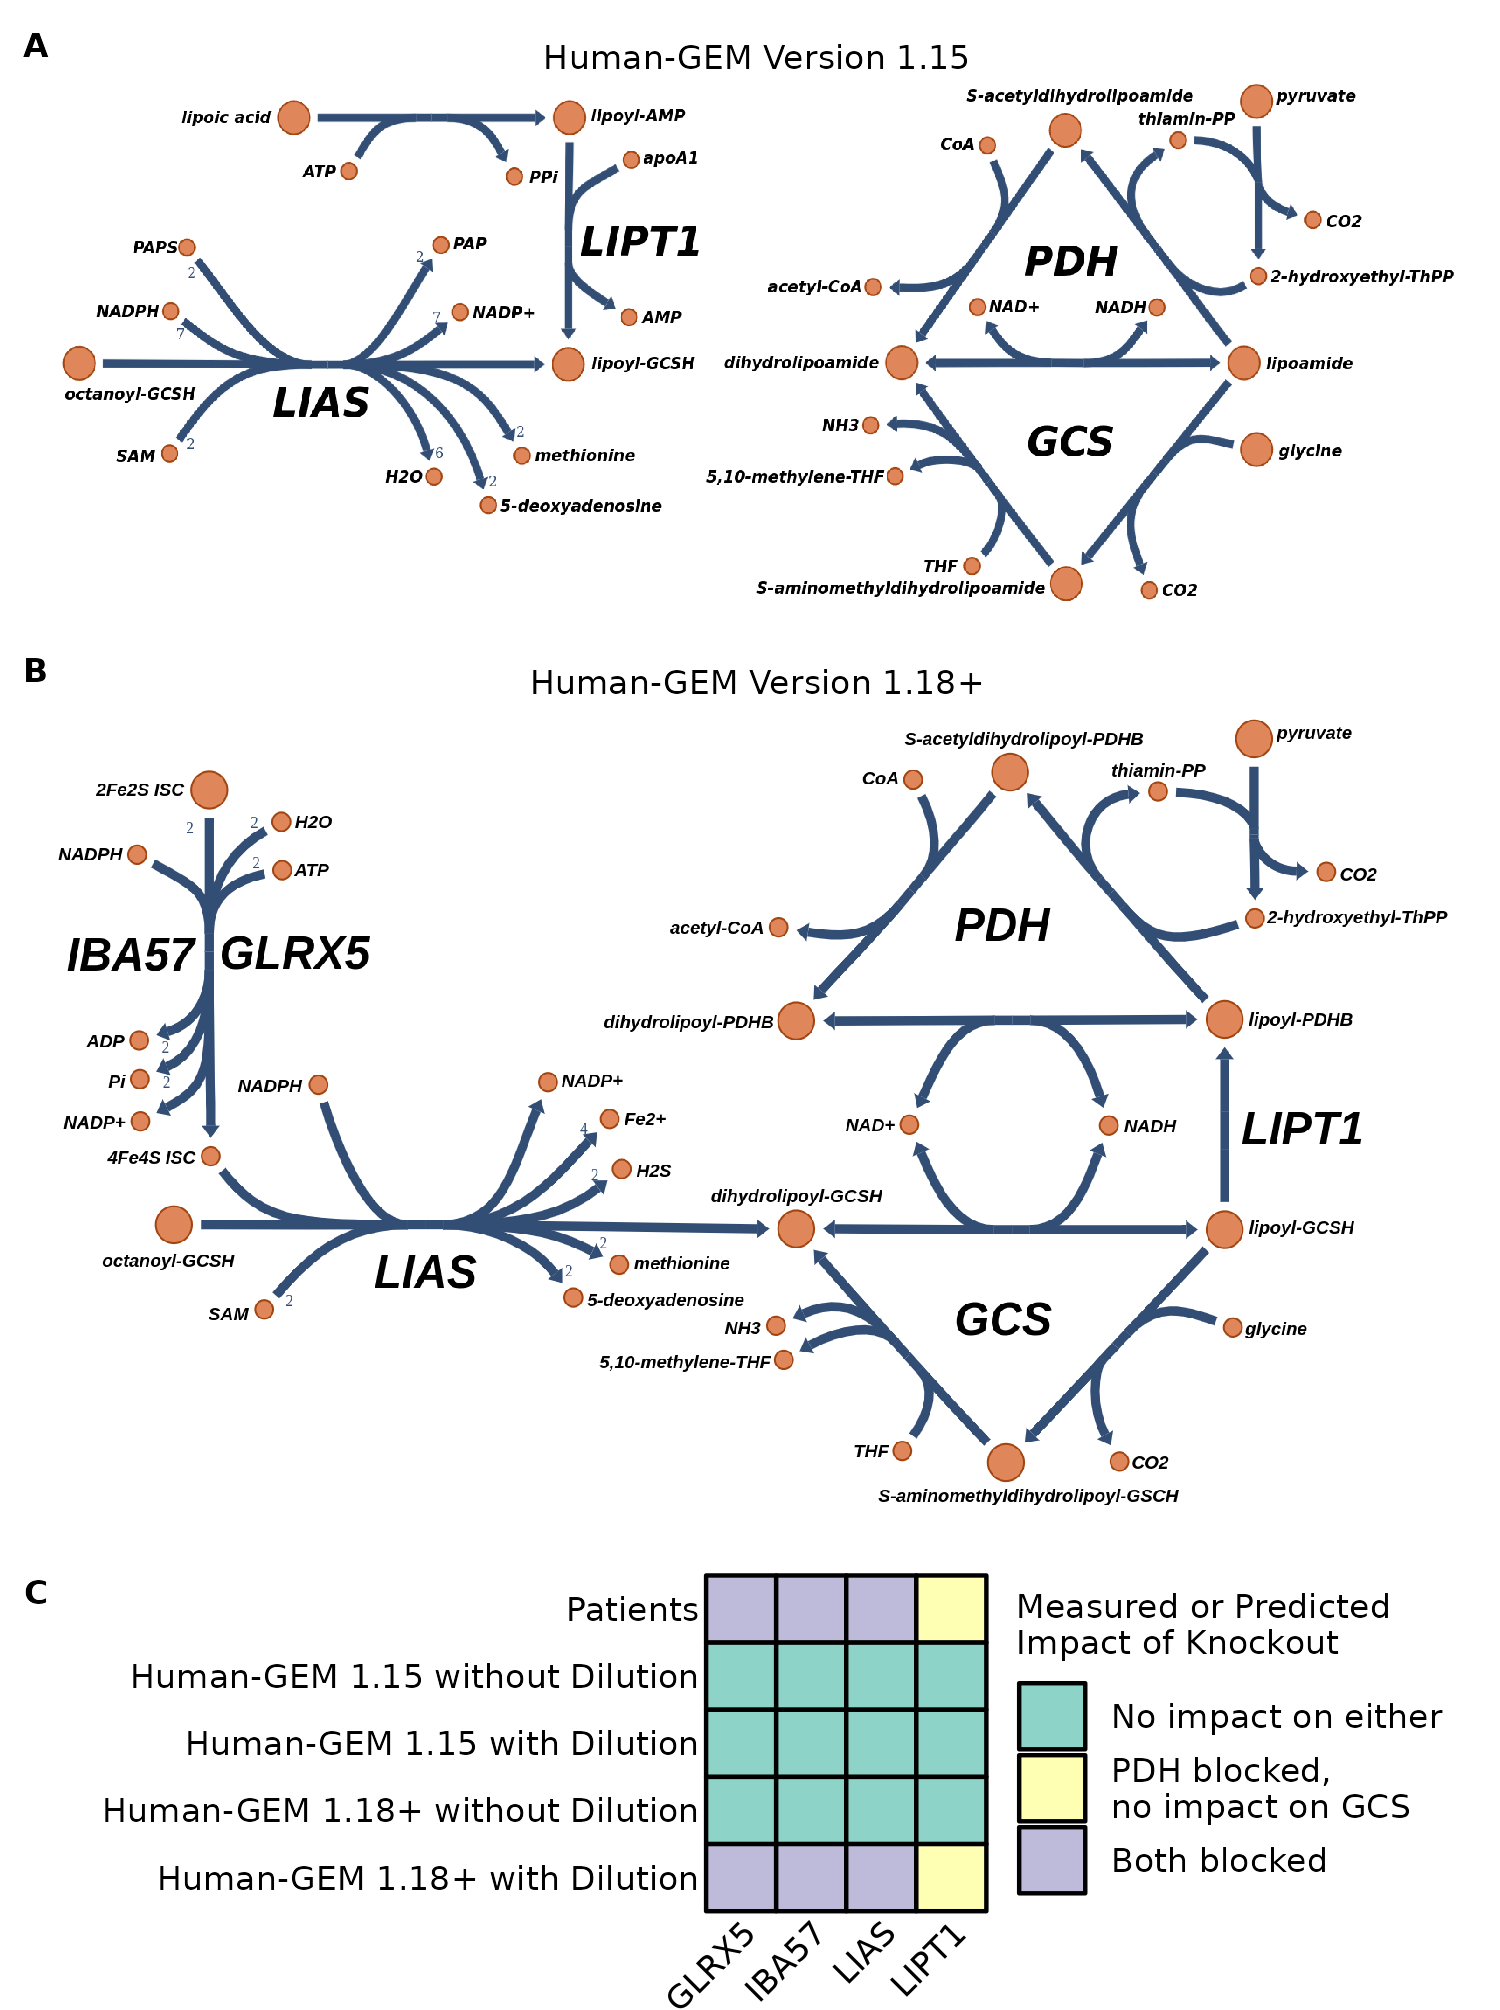 A
Human-GEM Version 1.15
lipoic acid
lipoyl-AMP
ATP
PPi
apoA1
LIPT1
PAPS
2
PAP
2
NADPH
7
NADP+
7
AMP
octanoyl-GCSH
lipoyl-GCSH
LIAS
SAM
2
H2O
6
methionine
2
5-deoxyadenosine
2
S-acetyldihydrolipoamide
pyruvate
thiamin-PP
CoA
CO2
PDH
acetyl-CoA
2-hydroxyethyl-ThPP
NAD+
NADH
dihydrolipoamide
lipoamide
NH3
GCS
glycine
5,10-methylene-THF
THF
S-aminomethyldihydrolipoamide
CO2
B
Human-GEM Version 1.18+
2Fe2S ISC
2
H2O
2
NADPH
ATP
2
IBA57
GLRX5
ADP
2
Pi
2
NADP+
4Fe4S ISC
NADPH
NADP+
Fe2+
4
H2S
2
octanoyl-GCSH
LIAS
SAM
2
methionine
2
5-deoxyadenosine
2
S-acetyldihydrolipoyl-PDHB
pyruvate
CoA
thiamin-PP
CO2
acetyl-CoA
PDH
2-hydroxyethyl-ThPP
dihydrolipoyl-PDHB
lipoyl-PDHB
NAD+
NADH
LIPT1
dihydrolipoyl-GCSH
lipoyl-GCSH
GCS
NH3
glycine
5,10-methylene-THF
THF
CO2
S-aminomethyldihydrolipoyl-GSCH
C
Patients
Human-GEM 1.15 without Dilution
Human-GEM 1.15 with Dilution
Human-GEM 1.18+ without Dilution
Human-GEM 1.18+ with Dilution
GLRX5
IBA57
LIAS
LIPT1
Measured or Predicted
Impact of Knockout
No impact on either
PDH blocked,
no impact on GCS
Both blocked